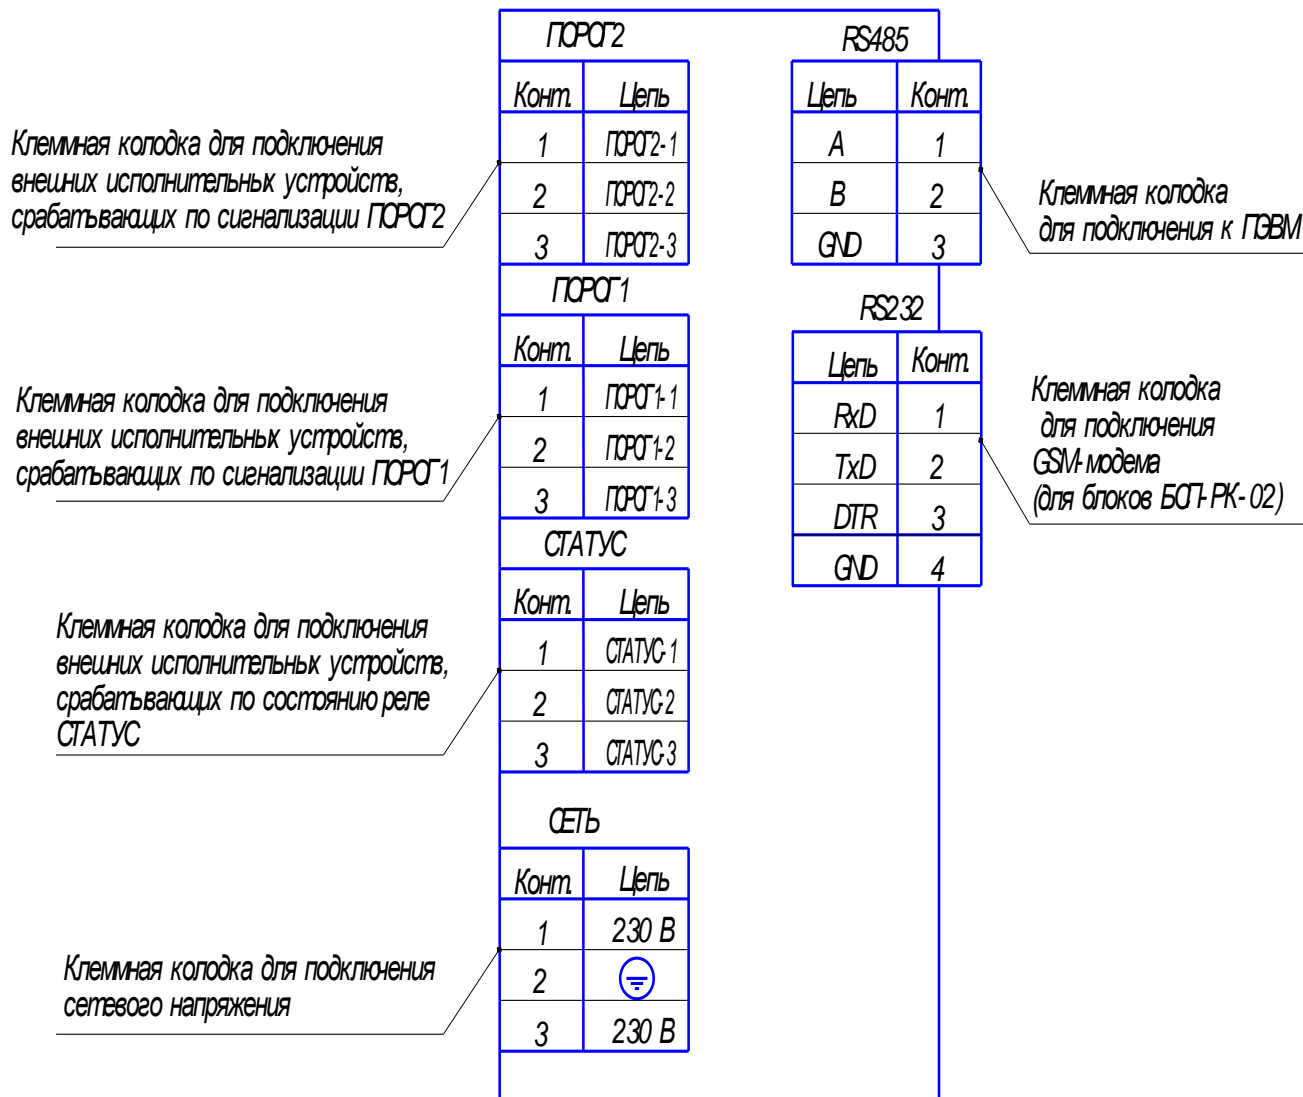 ПОРОГ2
Конт. Цепь
1 ПОРОГ2-1
2 ПОРОГ2-2
3 ПОРОГ2-3
Клеммная колодка для подключения
внешних исполнительных устройств,
срабатывающих по сигнализации ПОРОГ2
ПОРОГ1
Конт. Цепь
1 ПОРОГ1-1
2 ПОРОГ1-2
3 ПОРОГ1-3
Клеммная колодка для подключения
внешних исполнительных устройств,
срабатывающих по сигнализации ПОРОГ1
СТАТУС
Конт. Цепь
1 СТАТУС-1
2 СТАТУС-2
3 СТАТУС-3
Клеммная колодка для подключения
внешних исполнительных устройств,
срабатывающих по состоянию реле
СТАТУС
СЕТЬ
Конт. Цепь
1 230 В
2
3 230 В
Клеммная колодка для подключения
сетевого напряжения
RS485
Цепь Конт.
A 1
B 2
GND 3
Клеммная колодка
для подключения к ПЭВМ
RS232
Цепь Конт.
RxD 1
TxD 2
DTR 3
GND 4
Клеммная колодка
для подключения
GSM-модема
(для блоков БСП-РК-02)